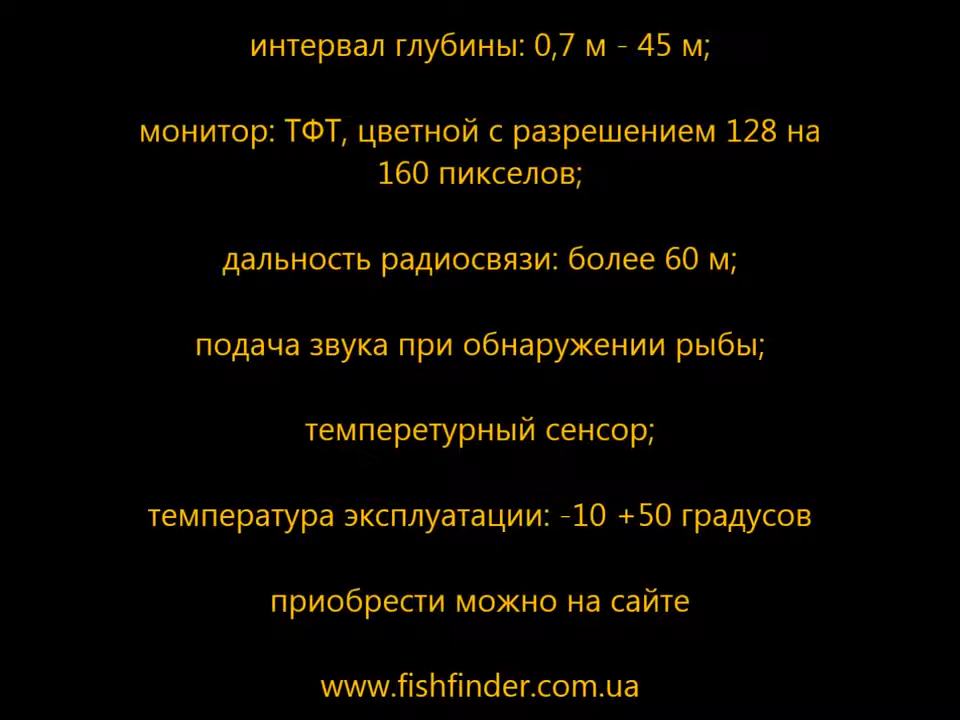 интервал глубины: 0,7 м - 45 м;
монитор: ТФТ, цветной с разрешением 128 на
160 пикселов;
дальность радиосвязи: более 60 м;
подача звука при обнаружении рыбы;
темперетурный сенсор;
температура эксплуатации: -10 +50 градусов
приобрести можно на сайте
www.fishfinder.com.ua